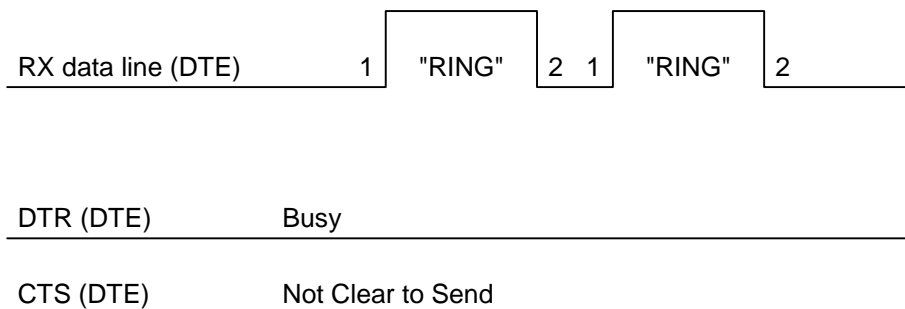 RX data line (DTE) 1 "RING" 2 1 "RING" 2
DTR (DTE) Busy
CTS (DTE) Not Clear to Send